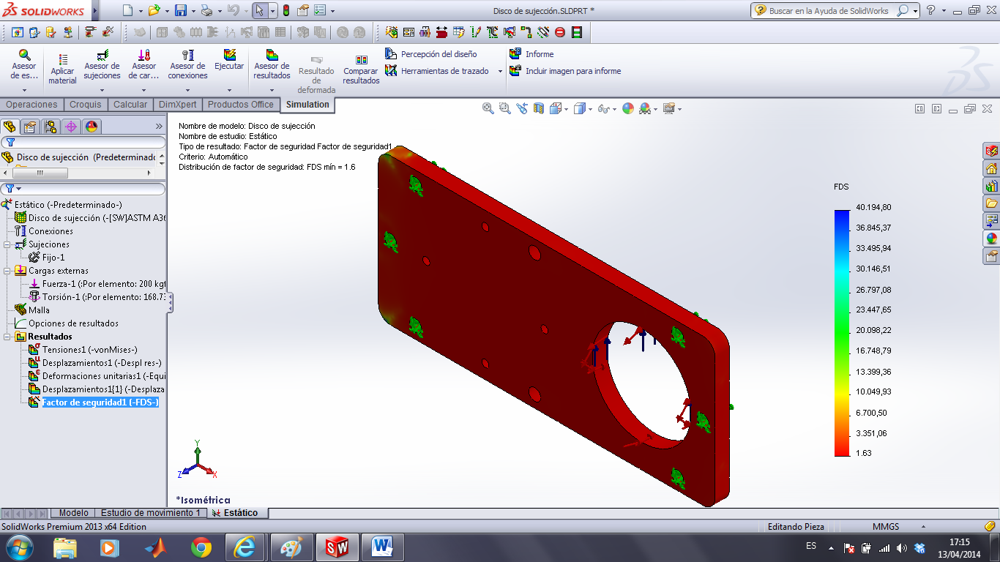 SOLIDWORKS
Disco de sujección.SLDPRT *
Buscar en la Ayuda de SolidWorks
Asesor de es...
Aplicar material
Asesor de sujeciones
Asesor de car...
Asesor de conexiones
Ejecutar
Asesor de resultados
Resultado de deformada
Comparar resultados
Percepción del diseño
Herramientas de trazado
Informe
Incluir imagen para informe
Operaciones
Croquis
Calcular
DimXpert
Productos Office
Simulation
Disco de sujección (Predeterminado
Estático (-Predeterminado-)
Disco de sujección (-[SW]ASTM A36
Conexiones
Sujeciones
Fijo-1
Cargas externas
Fuerza-1 (:Por elemento: 200 kgf
Torsión-1 (:Por elemento: 168.73
Malla
Opciones de resultados
Resultados
Tensiones1 (-vonMises-)
Desplazamientos1 (-Despl res-)
Deformaciones unitarias1 (-Equi
Desplazamientos1[1] (-Desplaza
Factor de seguridad1 (-FDS-)
Nombre de modelo: Disco de sujección
Nombre de estudio: Estático
Tipo de resultado: Factor de seguridad Factor de seguridad1
Criterio: Automático
Distribución de factor de seguridad: FDS mín = 1.6
FDS
40.194,80
36.845,37
33.495,94
30.146,51
26.797,08
23.447,65
20.098,22
16.748,79
13.399,36
10.049,93
6.700,50
3.351,06
1.63
Y
Z
X
*Isométrica
Modelo
Estudio de movimiento 1
Estático
SolidWorks Premium 2013 x64 Edition
Editando Pieza
MMGS
ES
17:15
13/04/2014